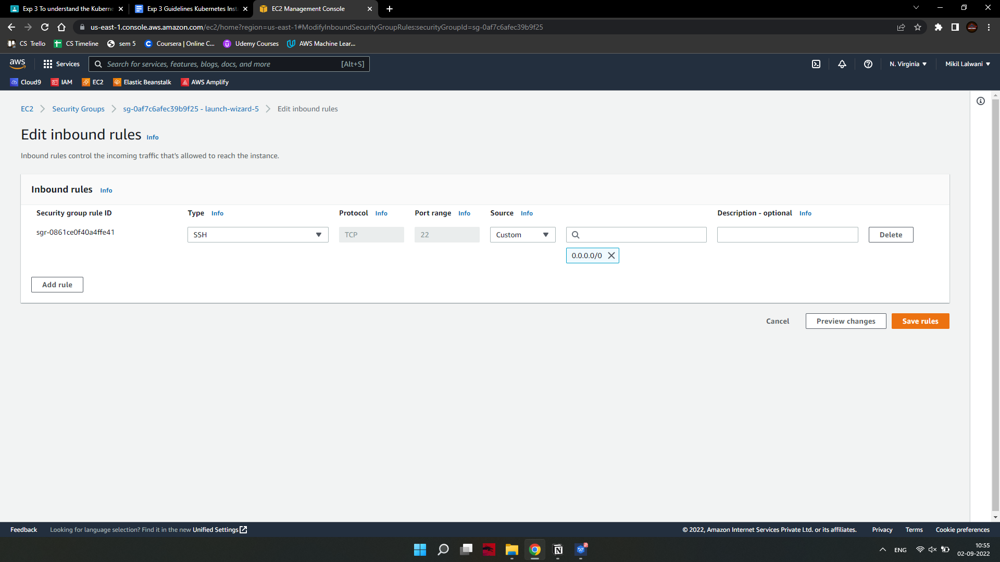 Exp 3 To understand the Kuberne
Exp 3 Guidelines Kubernetes Inst
EC2 Management Console
us-east-1.console.aws.amazon.com/ec2/home?region=us-east-1#ModifyInboundSecurityGroupRules:securityGroupId=sg-0af7c6afec39b9f25
CS Trello
CS Timeline
sem 5
Coursera | Online C...
Udemy Courses
AWS Machine Lear...
aws
Services
Search for services, features, blogs, docs, and more
[Alt+S]
N. Virginia
Mikil Lalwani
Cloud9
IAM
EC2
Elastic Beanstalk
AWS Amplify
EC2
Security Groups
sg-0af7c6afec39b9f25 - launch-wizard-5
Edit inbound rules
Edit inbound rules Info
Inbound rules control the incoming traffic that's allowed to reach the instance.
Inbound rules Info
Security group rule ID
Type Info
Protocol Info
Port range Info
Source Info
Description - optional Info
sgr-0861ce0f40a4ffe41
SSH
TCP
22
Custom
Delete
0.0.0.0/0
Add rule
Cancel
Preview changes
Save rules
Feedback
Looking for language selection? Find it in the new Unified Settings
© 2022, Amazon Internet Services Private Ltd. or its affiliates.
Privacy
Terms
Cookie preferences
ENG
10:55
02-09-2022